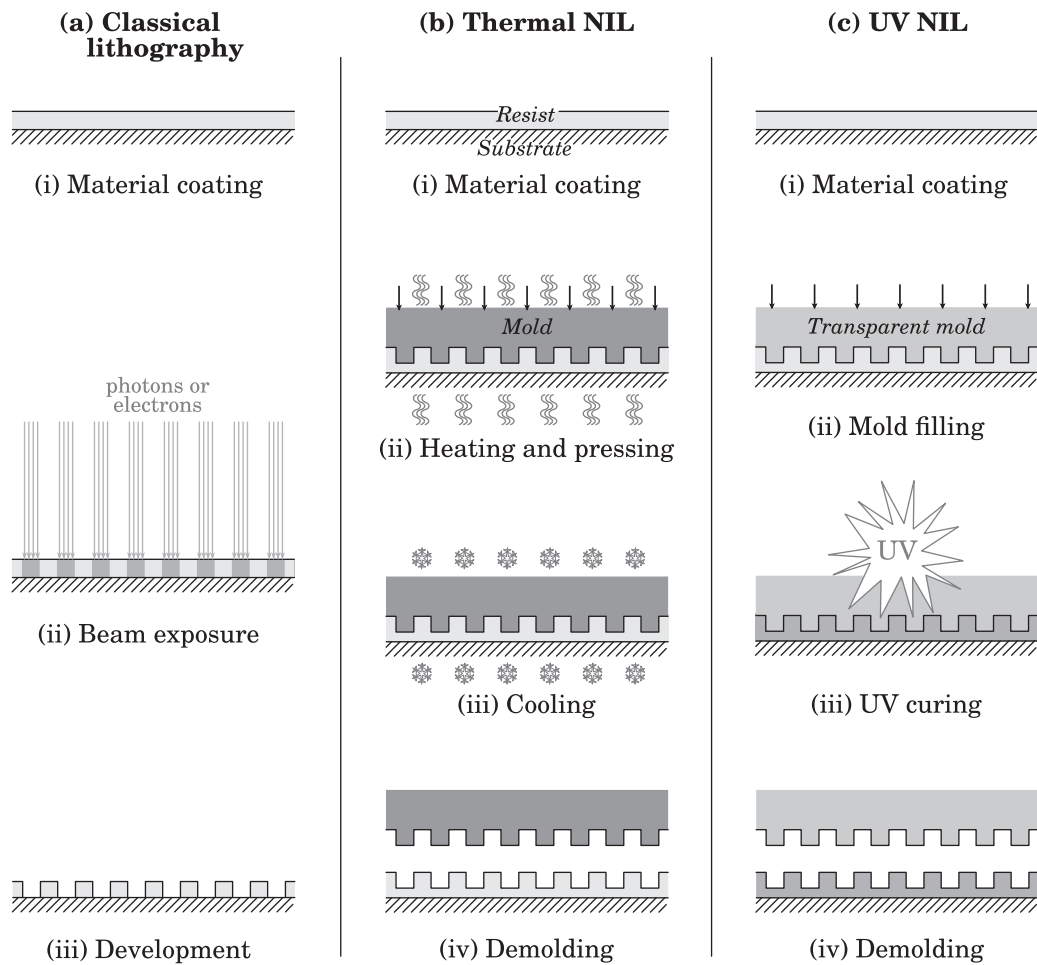 (a) Classical
lithography
(i) Material coating
photons or
electrons
(ii) Beam exposure
(iii) Development
(b) Thermal NIL
Resist
Substrate
(i) Material coating
Mold
(ii) Heating and pressing
(iii) Cooling
(iv) Demolding
(c) UV NIL
(i) Material coating
Transparent mold
(ii) Mold filling
UV
(iii) UV curing
(iv) Demolding